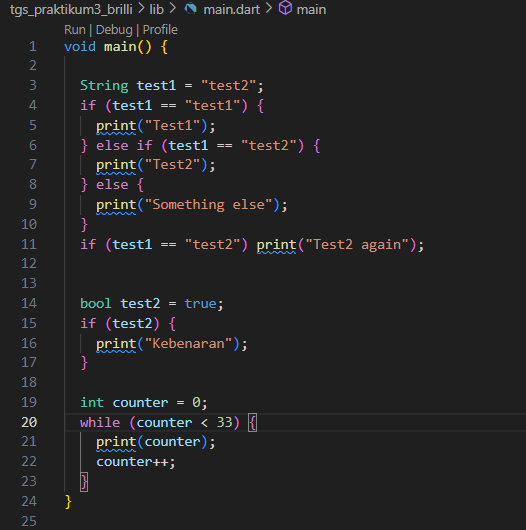 tgs_praktikum3_brilli > lib > main.dart > main
Run | Debug | Profile
1 void main() {
2
3   String test1 = "test2";
4   if (test1 == "test1") {
5     print("Test1");
6   } else if (test1 == "test2") {
7     print("Test2");
8   } else {
9     print("Something else");
10   }
11   if (test1 == "test2") print("Test2 again");
12
13
14   bool test2 = true;
15   if (test2) {
16     print("Kebenaran");
17   }
18
19   int counter = 0;
20   while (counter < 33) {
21     print(counter);
22     counter++;
23   }
24 }
25